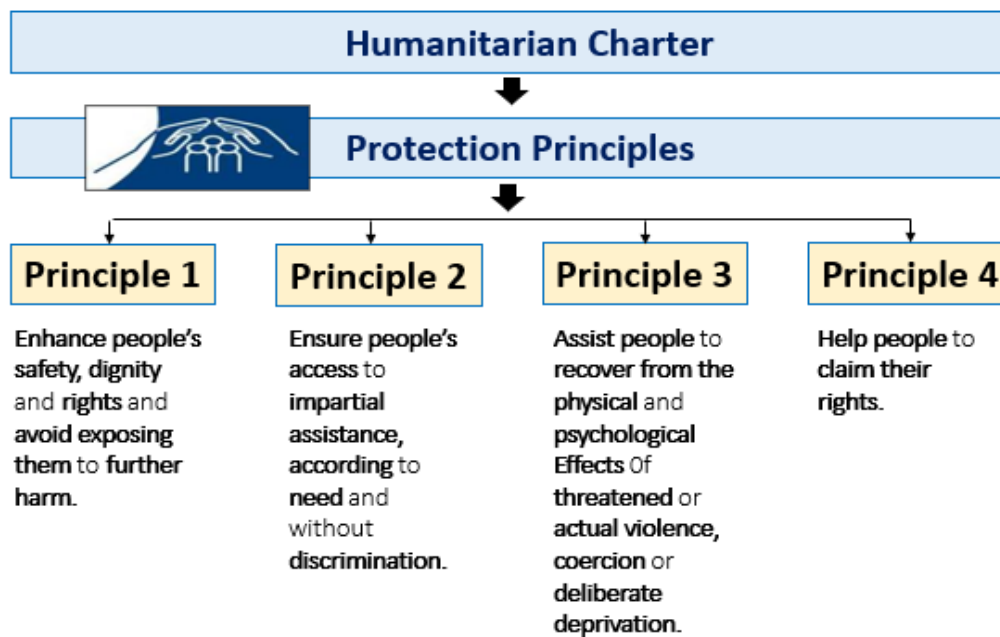 Humanitarian Charter
Protection Principles
Principle 1
Enhance people's
safety, dignity
and rights and
avoid exposing
them to further
harm.
Principle 2
Ensure people's
access to
impartial
assistance,
according to
need and
without
discrimination.
Principle 3
Assist people to
recover from the
physical and
psychological
Effects 0f
threatened or
actual violence,
coercion or
deliberate
deprivation.
Principle 4
Help people to
claim their
rights.